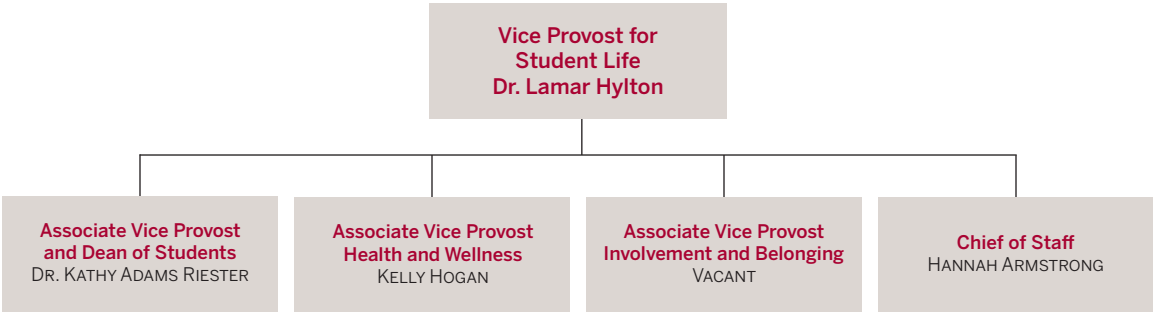 Vice Provost for
Student Life
Dr. Lamar Hylton
Associate Vice Provost
and Dean of Students
DR. KATHY ADAMS RIESTER
Associate Vice Provost
Health and Wellness
KELLY HOGAN
Associate Vice Provost
Involvement and Belonging
VACANT
Chief of Staff
HANNAH ARMSTRONG